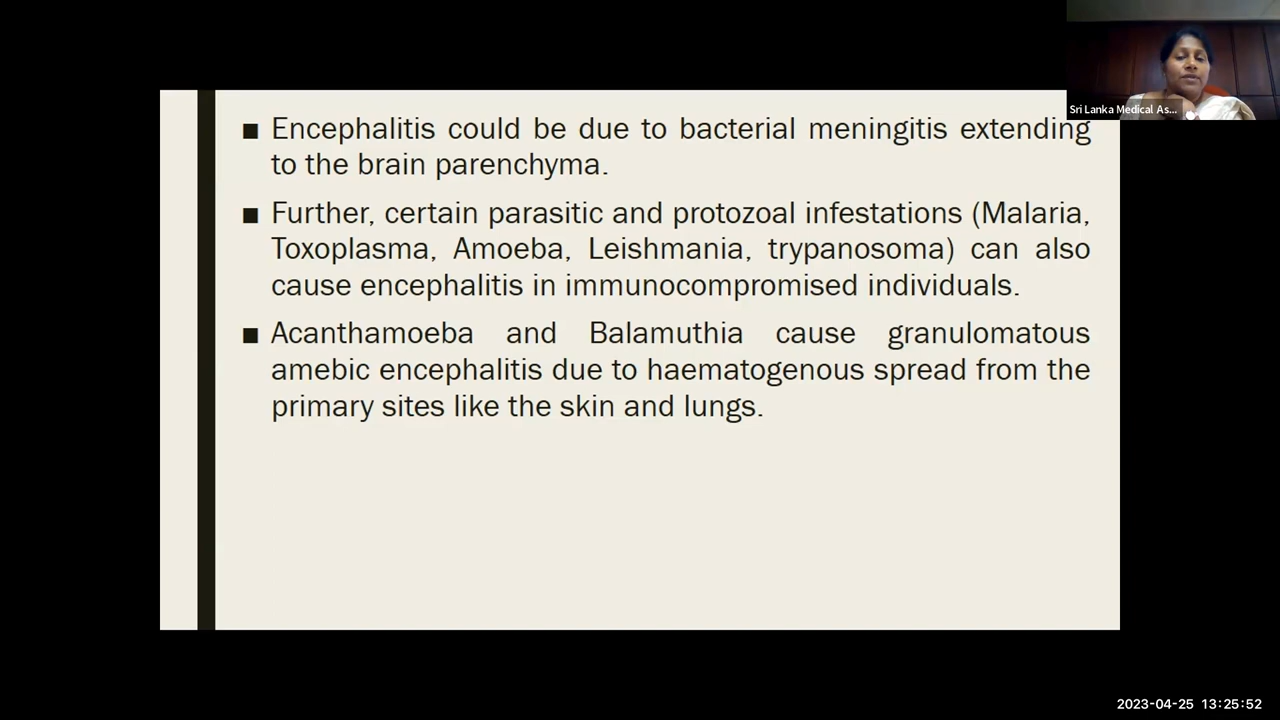 Sri Lanka Medical As...
■ Encephalitis could be due to bacterial meningitis extending
to the brain parenchyma.
■ Further, certain parasitic and protozoal infestations (Malaria,
Toxoplasma, Amoeba, Leishmania, trypanosoma) can also
cause encephalitis in immunocompromised individuals.
■ Acanthamoeba and Balamuthia cause granulomatous
amebic encephalitis due to haematogenous spread from the
primary sites like the skin and lungs.
2023-04-25 13:25:52